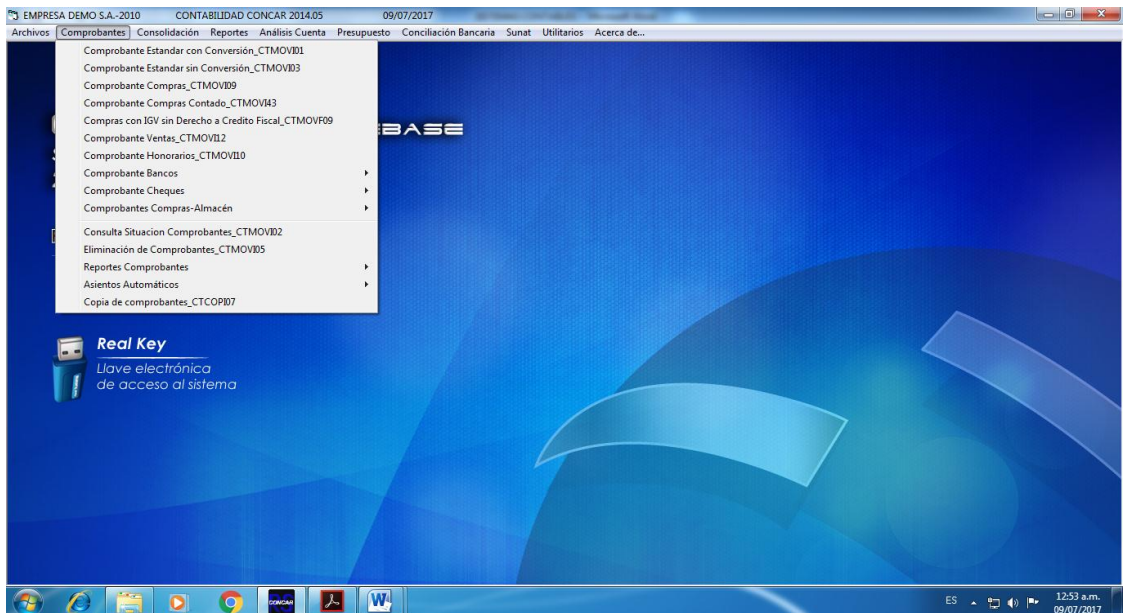 EMPRESA DEMO S.A.-2010 CONTABILIDAD CONCAR 2014.05 09/07/2017
Archivos Comprobantes Consolidación Reportes Análisis Cuenta Presupuesto Conciliación Bancaria Sunat Utilitarios Acerca de...
Comprobante Estandar con Conversión_CTMOVI01
Comprobante Estandar sin Conversión_CTMOVI03
Comprobante Compras_CTMOVI09
Comprobante Compras Contado_CTMOVI43
Compras con IGV sin Derecho a Credito Fiscal_CTMOVF09
Comprobante Ventas_CTMOVI12
Comprobante Honorarios_CTMOVI10
Comprobante Bancos
Comprobante Cheques
Comprobantes Compras-Almacén
Consulta Situacion Comprobantes_CTMOVI02
Eliminación de Comprobantes_CTMOVI05
Reportes Comprobantes
Asientos Automáticos
Copia de comprobantes_CTCOPI07
EBASE
Real Key
Llave electrónica
de acceso al sistema
CONCAR
ES
12:53 a.m.
09/07/2017